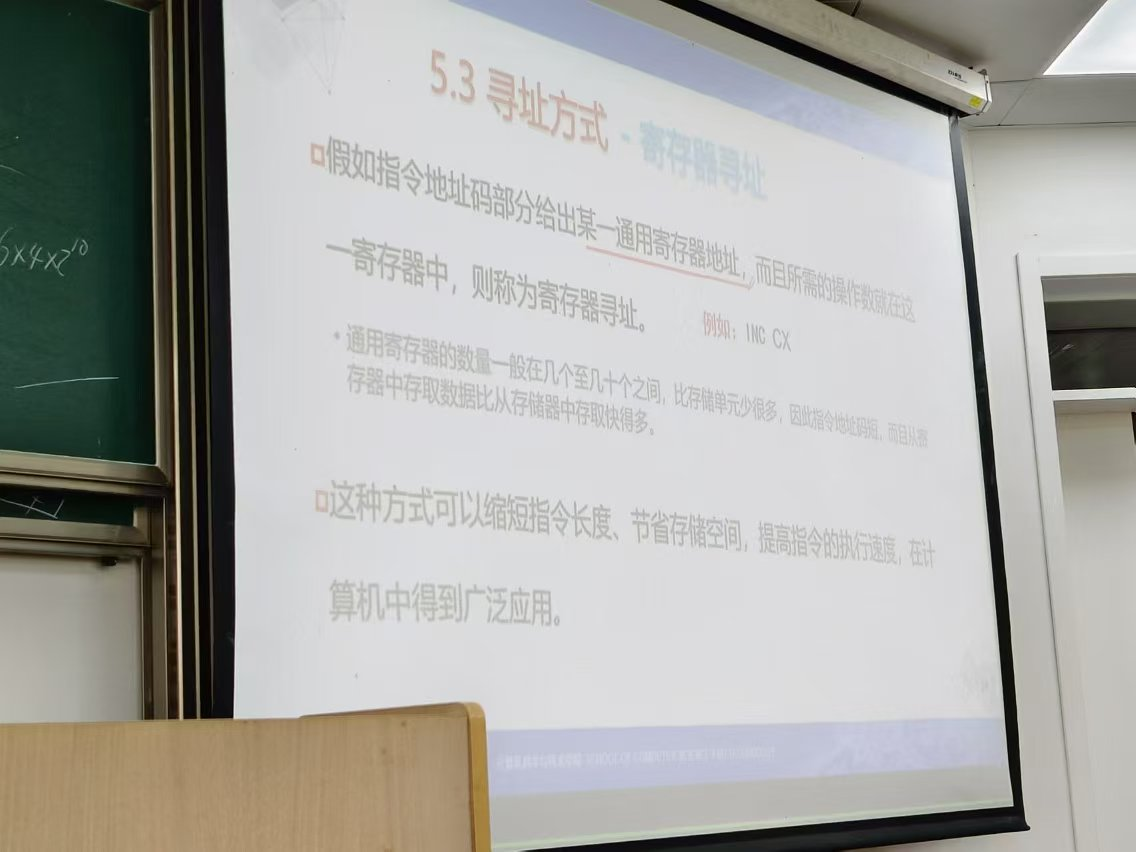 5.3 寻址方式 - 寄存器寻址
假如指令地址码部分给出某一通用寄存器地址，而且所需的操作数就在这
一寄存器中，则称为寄存器寻址。 例如：INC CX
• 通用寄存器的数量一般在几个至几十个之间，比存储单元少很多，因此指令地址码短，而且从寄
存器中存取数据比从存储器中存取快得多。
这种方式可以缩短指令长度、节省存储空间，提高指令的执行速度，在计
算机中得到广泛应用。
6×4×2¹⁰